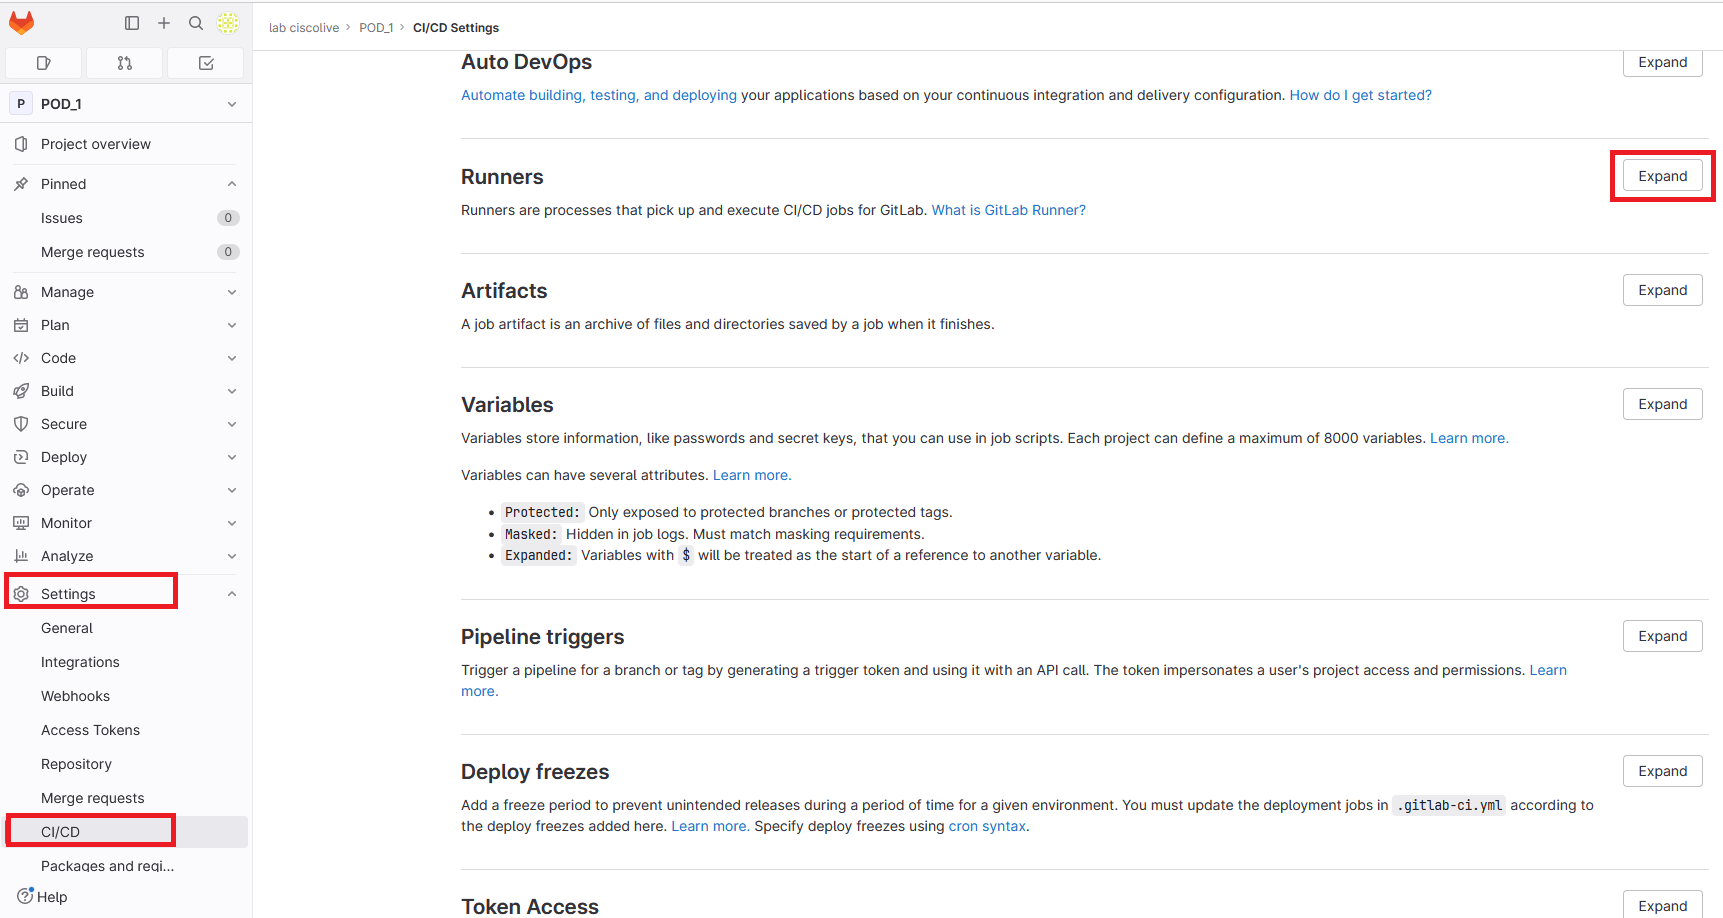 lab ciscolive › POD_1 › CI/CD Settings
P POD_1
Project overview
Pinned
Issues 0
Merge requests 0
Manage
Plan
Code
Build
Secure
Deploy
Operate
Monitor
Analyze
Settings
General
Integrations
Webhooks
Access Tokens
Repository
Merge requests
CI/CD
Packages and regi...
Help
Auto DevOps
Expand
Automate building, testing, and deploying your applications based on your continuous integration and delivery configuration. How do I get started?
Runners
Expand
Runners are processes that pick up and execute CI/CD jobs for GitLab. What is GitLab Runner?
Artifacts
Expand
A job artifact is an archive of files and directories saved by a job when it finishes.
Variables
Expand
Variables store information, like passwords and secret keys, that you can use in job scripts. Each project can define a maximum of 8000 variables. Learn more.
Variables can have several attributes. Learn more.
• Protected: Only exposed to protected branches or protected tags.
• Masked: Hidden in job logs. Must match masking requirements.
• Expanded: Variables with $ will be treated as the start of a reference to another variable.
Pipeline triggers
Expand
Trigger a pipeline for a branch or tag by generating a trigger token and using it with an API call. The token impersonates a user's project access and permissions. Learn
more.
Deploy freezes
Expand
Add a freeze period to prevent unintended releases during a period of time for a given environment. You must update the deployment jobs in .gitlab-ci.yml according to
the deploy freezes added here. Learn more. Specify deploy freezes using cron syntax.
Token Access
Expand